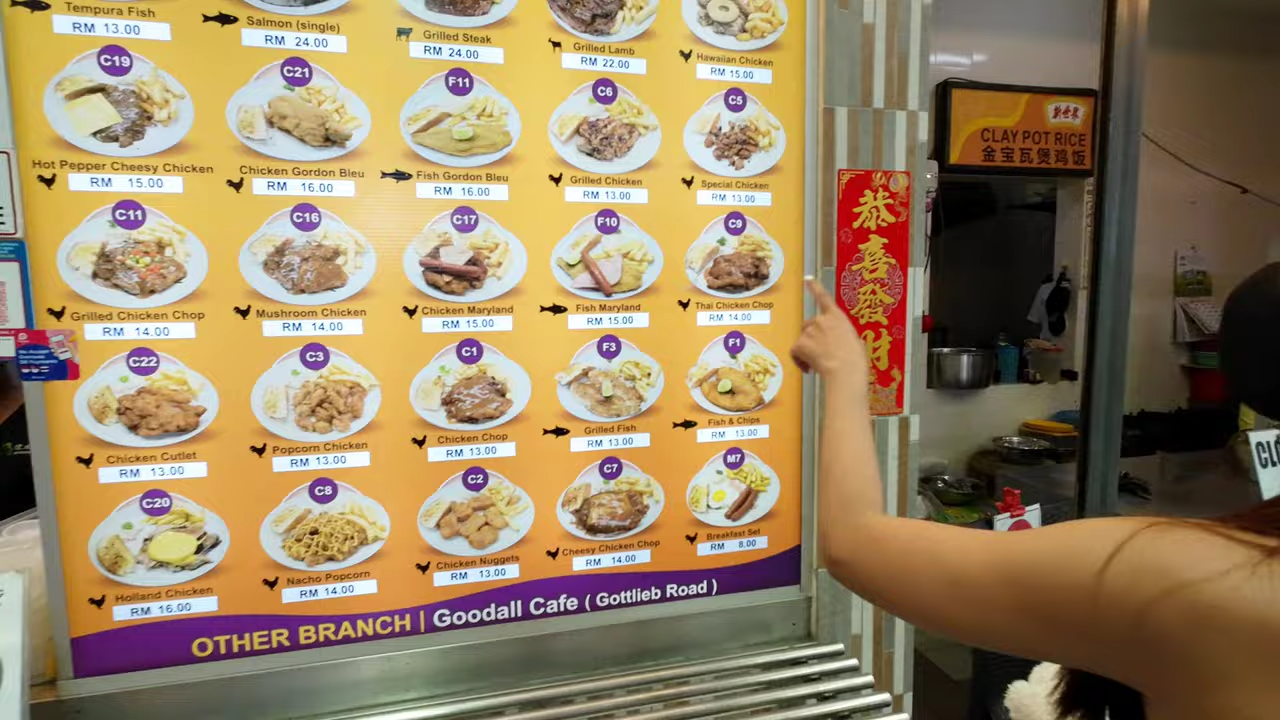 Tempura Fish
RM 13.00
Salmon (single)
RM 24.00
Grilled Steak
RM 24.00
Grilled Lamb
RM 22.00
Hawaiian Chicken
RM 15.00
C19
Hot Pepper Cheesy Chicken
RM 15.00
C21
Chicken Gordon Bleu
RM 16.00
F11
Fish Gordon Bleu
RM 16.00
C6
Grilled Chicken
RM 13.00
C5
Special Chicken
RM 13.00
C11
Grilled Chicken Chop
RM 14.00
C16
Mushroom Chicken
RM 14.00
C17
Chicken Maryland
RM 15.00
F10
Fish Maryland
RM 15.00
C9
Thai Chicken Chop
RM 14.00
C22
Chicken Cutlet
RM 13.00
C3
Popcorn Chicken
RM 13.00
C1
Chicken Chop
RM 13.00
F3
Grilled Fish
RM 13.00
F1
Fish & Chips
RM 13.00
C20
Holland Chicken
RM 16.00
C8
Nacho Popcorn
RM 14.00
C2
Chicken Nuggets
RM 13.00
C7
Cheesy Chicken Chop
RM 14.00
M7
Breakfast Set
RM 8.00
OTHER BRANCH | Goodall Cafe ( Gottlieb Road )
恭喜發財
新世界
CLAY POT RICE
金宝瓦煲鸡饭